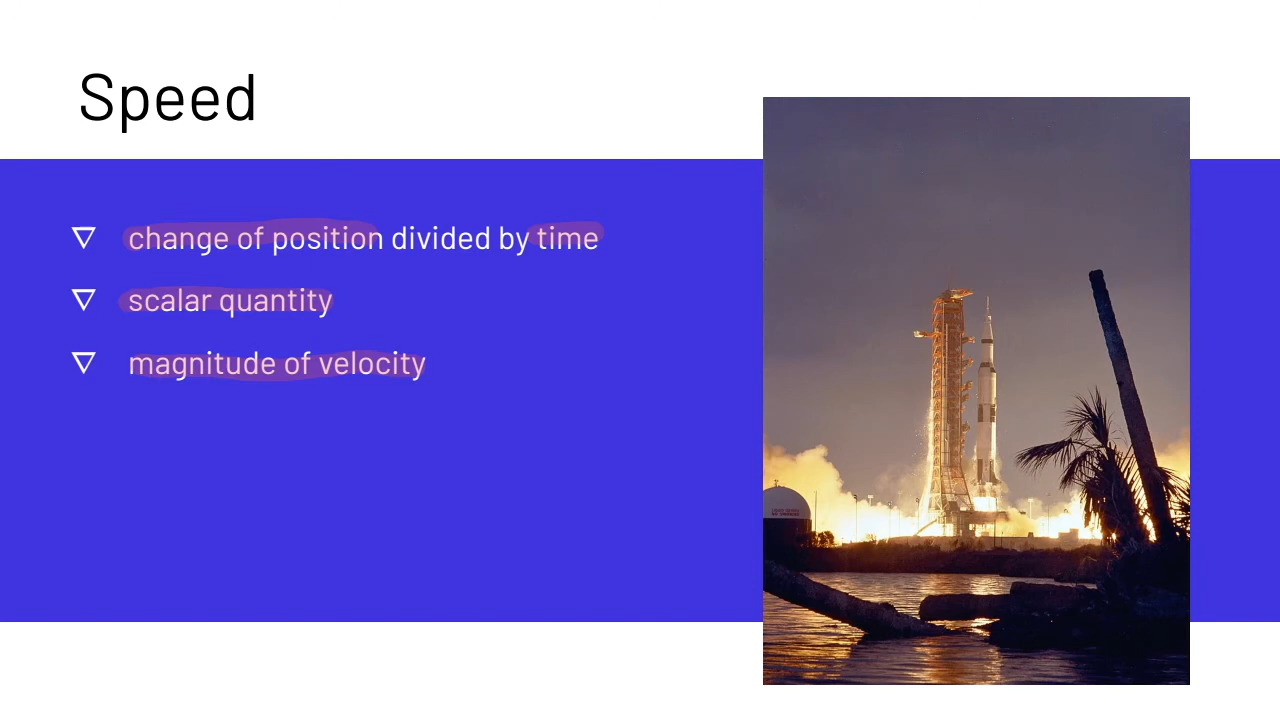 Speed
change of position divided by time
scalar quantity
magnitude of velocity